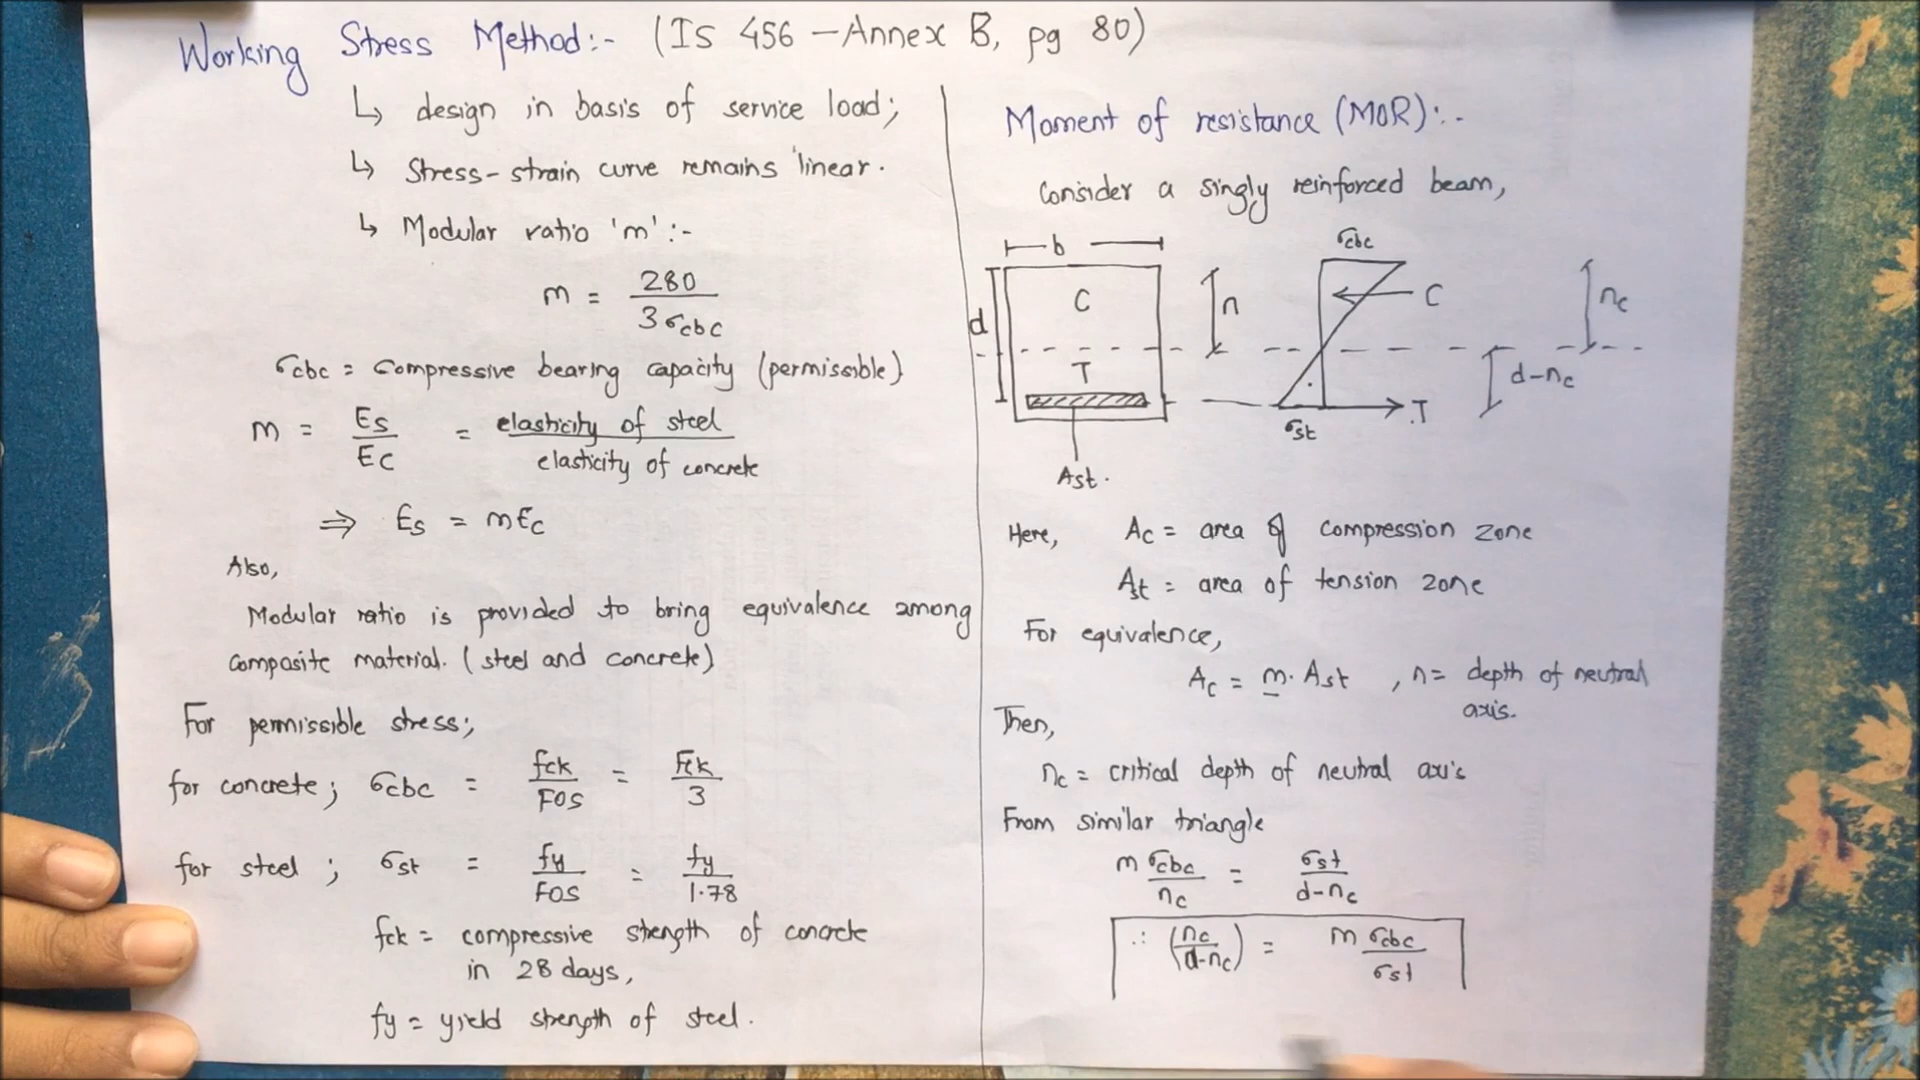 Working Stress Method:- (IS 456 – Annex B, pg 80)
↳ design in basis of service load;
↳ Stress-strain curve remains linear.
↳ Modular ratio 'm':-
m = 280 / 3σcbc
σcbc = Compressive bearing capacity (permissible)
m = Es / Ec = elasticity of steel / elasticity of concrete
⇒ Es = mEc
Also,
Modular ratio is provided to bring equivalence among
composite material. (steel and concrete)
For permissible stress;
for concrete; σcbc = fck / FOS = Fck / 3
for steel ; σst = fy / FOS = fy / 1.78
fck = compressive strength of concrete
in 28 days,
fy = yield strength of steel.
Moment of resistance (MOR):-
Consider a singly reinforced beam,
b
σcbc
C
n
C
nc
d
T
d-nc
T
σst
Ast.
Here, Ac = area of compression zone
Ast = area of tension zone
For equivalence,
Ac = m. Ast , n = depth of neutral
axis.
Then,
nc = critical depth of neutral axis
From similar triangle
m σcbc / nc = σst / d-nc
∴ (nc / d-nc) = m σcbc / σst